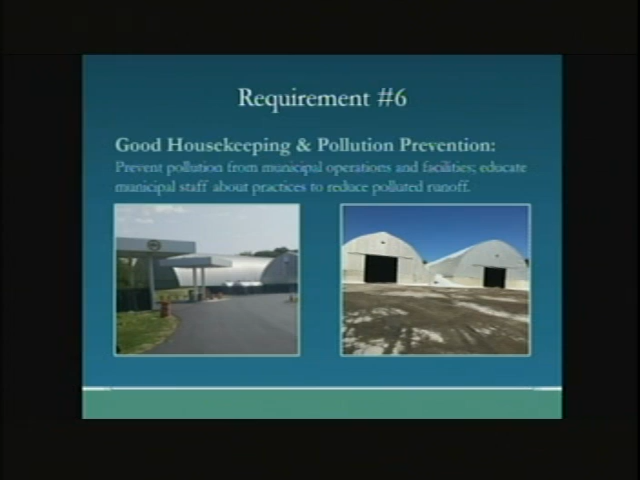 Requirement #6
Good Housekeeping & Pollution Prevention:
Prevent pollution from municipal operations and facilities; educate
municipal staff about practices to reduce polluted runoff.